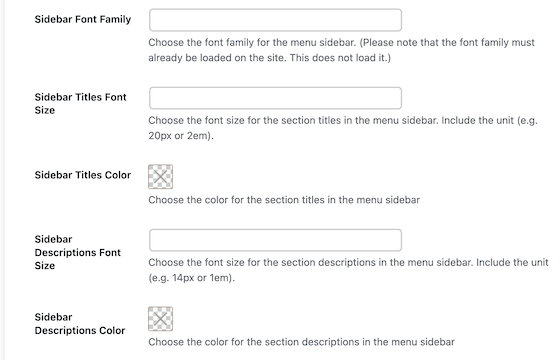 Sidebar Font Family
Choose the font family for the menu sidebar. (Please note that the font family must
already be loaded on the site. This does not load it.)
Sidebar Titles Font
Size
Choose the font size for the section titles in the menu sidebar. Include the unit (e.g.
20px or 2em).
Sidebar Titles Color
Choose the color for the section titles in the menu sidebar
Sidebar
Descriptions Font
Size
Choose the font size for the section descriptions in the menu sidebar. Include the unit
(e.g. 14px or 1em).
Sidebar
Descriptions Color
Choose the color for the section descriptions in the menu sidebar